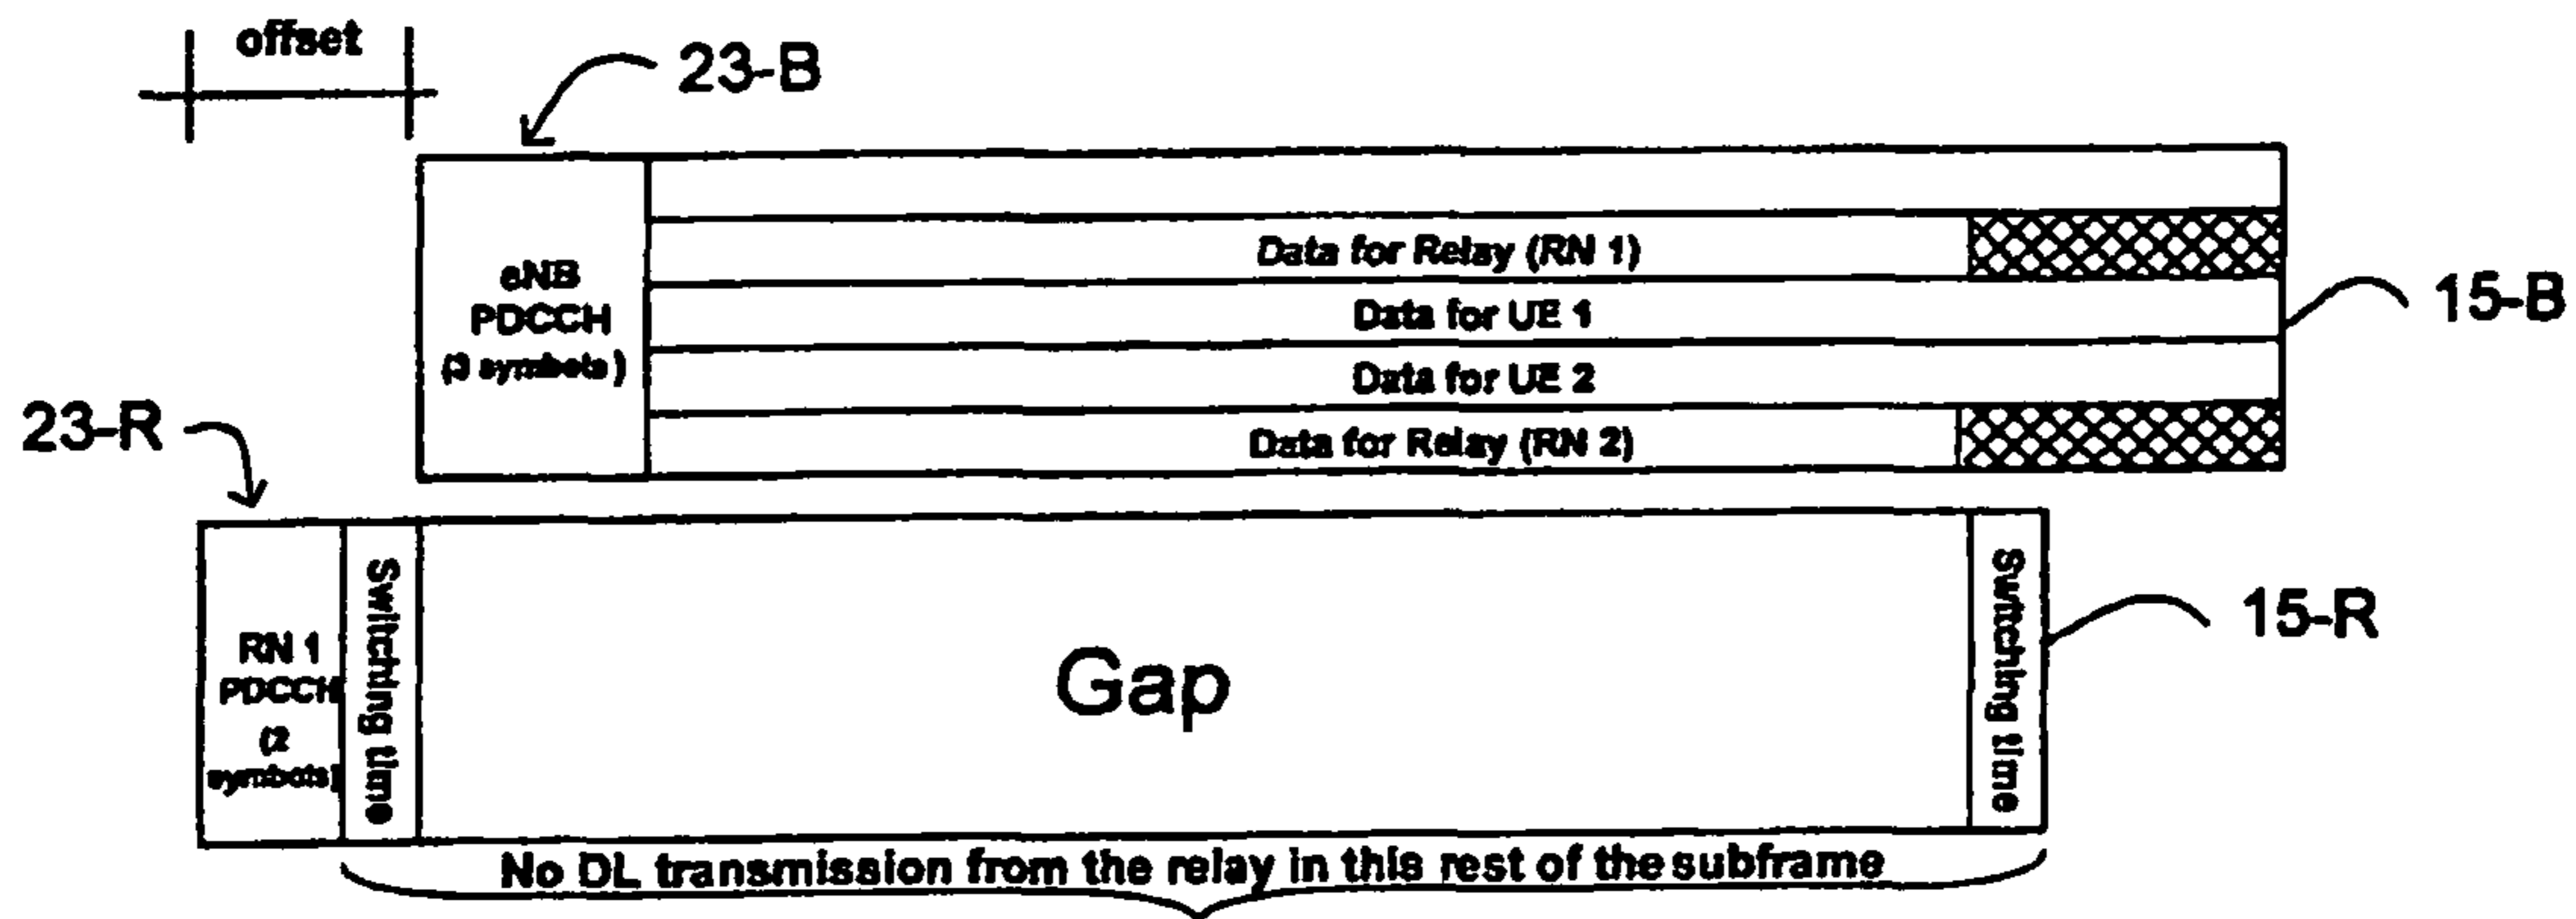 offset
23-B
eNB
PDCCH
(3 symbols)
Data for Relay (RN 1)
Data for UE 1
Data for UE 2
Data for Relay (RN 2)
15-B
23-R
RN 1
PDCCH
(2
symbols)
Switching time
Gap
Switching time
15-R
No DL transmission from the relay in this rest of the subframe